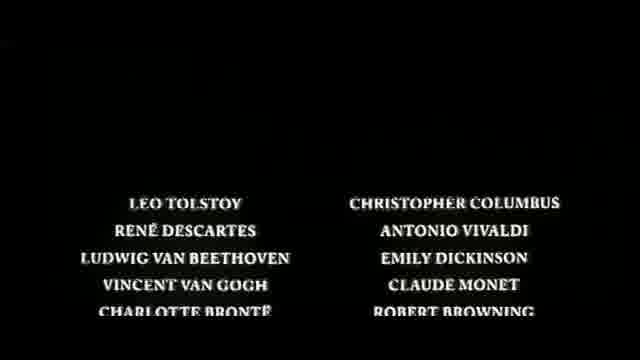 LEO TOLSTOY CHRISTOPHER COLUMBUS
RENÉ DESCARTES ANTONIO VIVALDI
LUDWIG VAN BEETHOVEN EMILY DICKINSON
VINCENT VAN GOGH CLAUDE MONET
CHARLOTTE BRONTË ROBERT BROWNING